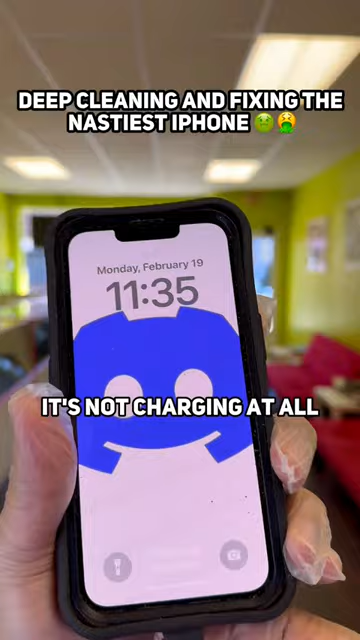 DEEP CLEANING AND FIXING THE
NASTIEST IPHONE 🤢🤮
Monday, February 19
11:35
IT'S NOT CHARGING AT ALL